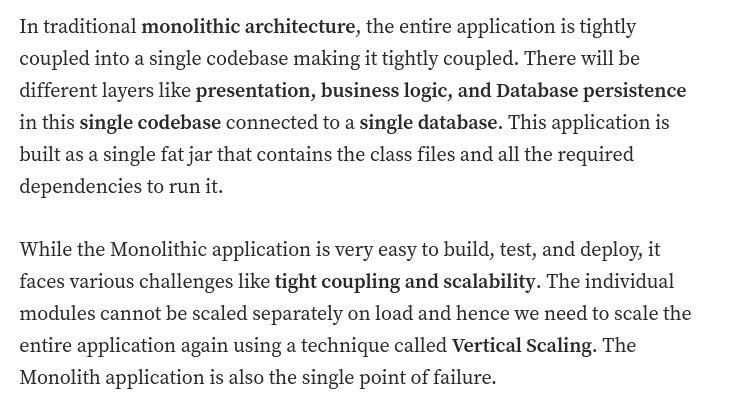 In traditional monolithic architecture, the entire application is tightly
coupled into a single codebase making it tightly coupled. There will be
different layers like presentation, business logic, and Database persistence
in this single codebase connected to a single database. This application is
built as a single fat jar that contains the class files and all the required
dependencies to run it.
While the Monolithic application is very easy to build, test, and deploy, it
faces various challenges like tight coupling and scalability. The individual
modules cannot be scaled separately on load and hence we need to scale the
entire application again using a technique called Vertical Scaling. The
Monolith application is also the single point of failure.